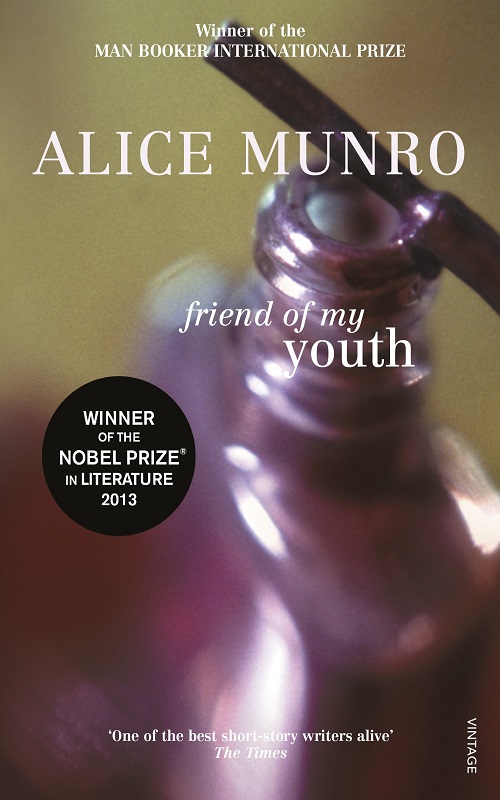 Winner of the
MAN BOOKER INTERNATIONAL PRIZE
ALICE MUNRO
friend of my
youth
WINNER
OF THE
NOBEL PRIZE®
IN LITERATURE
2013
‘One of the best short-story writers alive’
The Times
VINTAGE